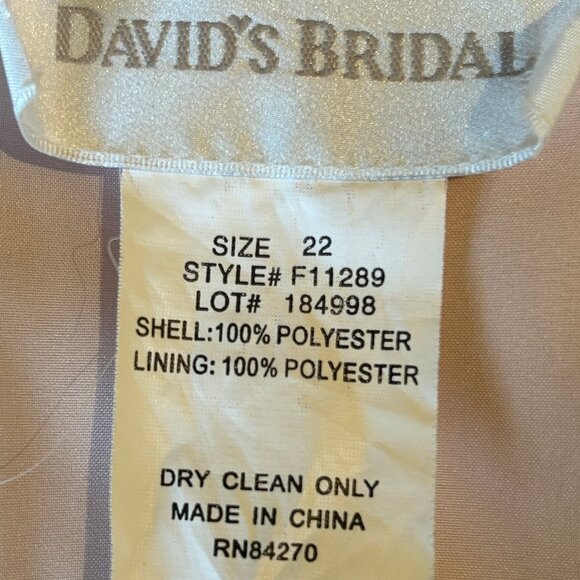 DAVID'S BRIDAL
SIZE 22
STYLE# F11289
LOT# 184998
SHELL:100% POLYESTER
LINING: 100% POLYESTER
DRY CLEAN ONLY
MADE IN CHINA
RN84270